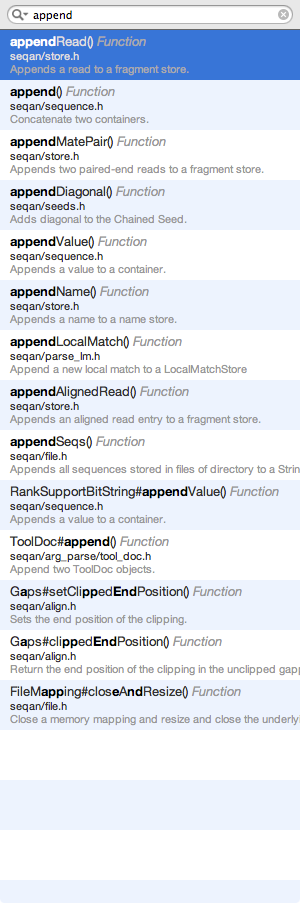 append
appendRead() Function
seqan/store.h
Appends a read to a fragment store.
append() Function
seqan/sequence.h
Concatenate two containers.
appendMatePair() Function
seqan/store.h
Appends two paired-end reads to a fragment store.
appendDiagonal() Function
seqan/seeds.h
Adds diagonal to the Chained Seed.
appendValue() Function
seqan/sequence.h
Appends a value to a container.
appendName() Function
seqan/store.h
Appends a name to a name store.
appendLocalMatch() Function
seqan/parse_lm.h
Append a new local match to a LocalMatchStore
appendAlignedRead() Function
seqan/store.h
Appends an aligned read entry to a fragment store.
appendSeqs() Function
seqan/file.h
Appends all sequences stored in files of directory to a Strin
RankSupportBitString#appendValue() Function
seqan/sequence.h
Appends a value to a container.
ToolDoc#append() Function
seqan/arg_parse/tool_doc.h
Append two ToolDoc objects.
Gaps#setClippedEndPosition() Function
seqan/align.h
Sets the end position of the clipping.
Gaps#clippedEndPosition() Function
seqan/align.h
Return the end position of the clipping in the unclipped gapp
FileMapping#closeAndResize() Function
seqan/file.h
Close a memory mapping and resize and close the underlyi